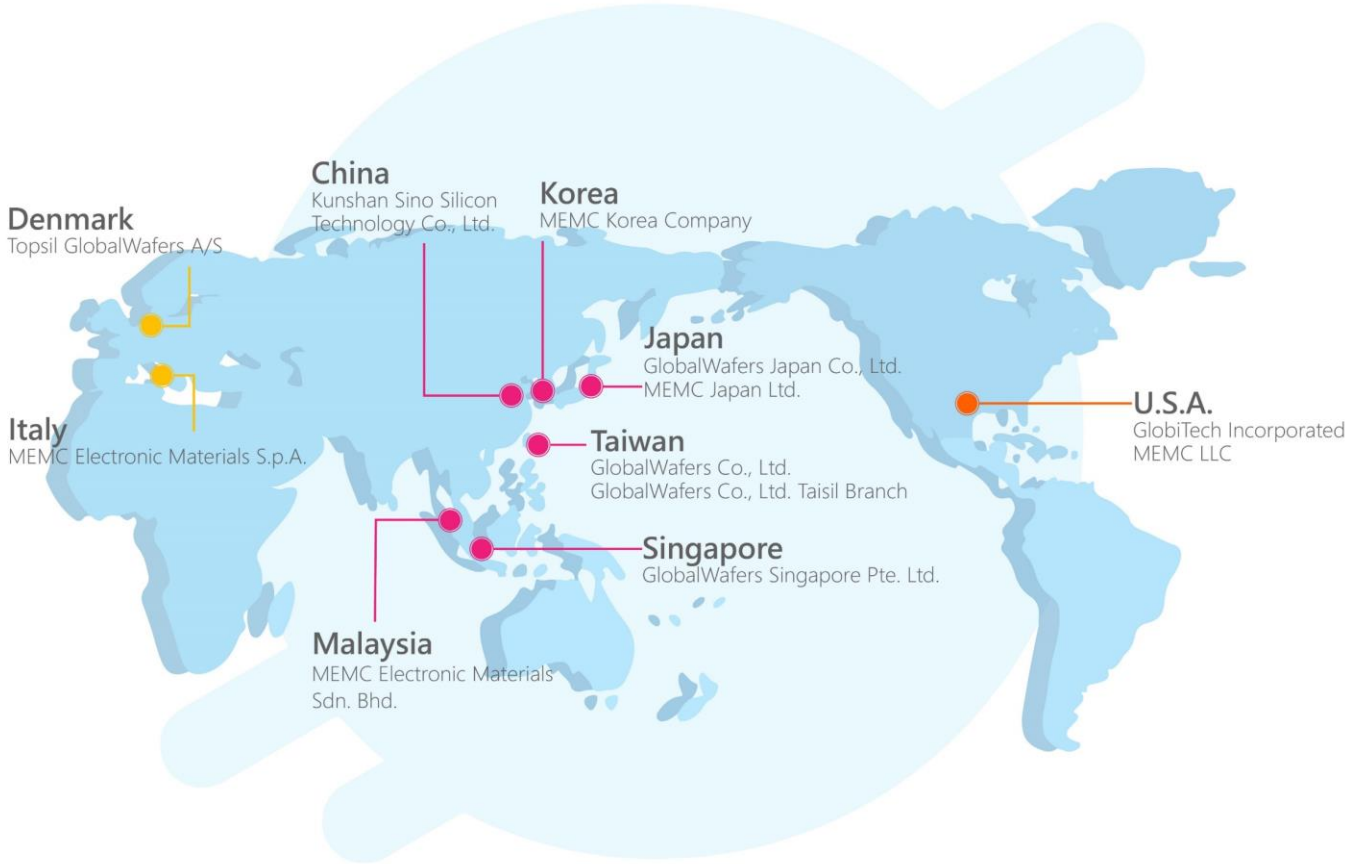 Denmark
Topsil GlobalWafers A/S
China
Kunshan Sino Silicon
Technology Co., Ltd.
Korea
MEMC Korea Company
Japan
GlobalWafers Japan Co., Ltd.
MEMC Japan Ltd.
U.S.A.
GlobiTech Incorporated
MEMC LLC
Italy
MEMC Electronic Materials S.p.A.
Taiwan
GlobalWafers Co., Ltd.
GlobalWafers Co., Ltd. Taisil Branch
Singapore
GlobalWafers Singapore Pte. Ltd.
Malaysia
MEMC Electronic Materials
Sdn. Bhd.